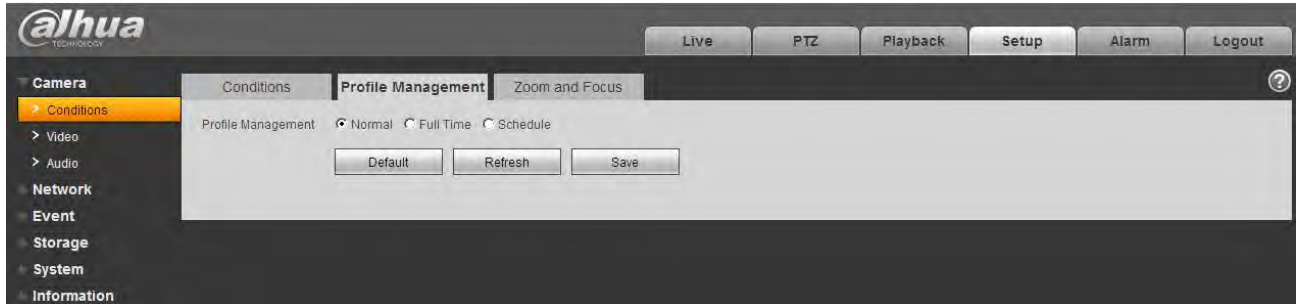 alhua
TECHNOLOGY
Live PTZ Playback Setup Alarm Logout
Camera
Conditions Profile Management Zoom and Focus
> Conditions
Profile Management Normal Full Time Schedule
> Video
Default Refresh Save
> Audio
Network
Event
Storage
System
Information